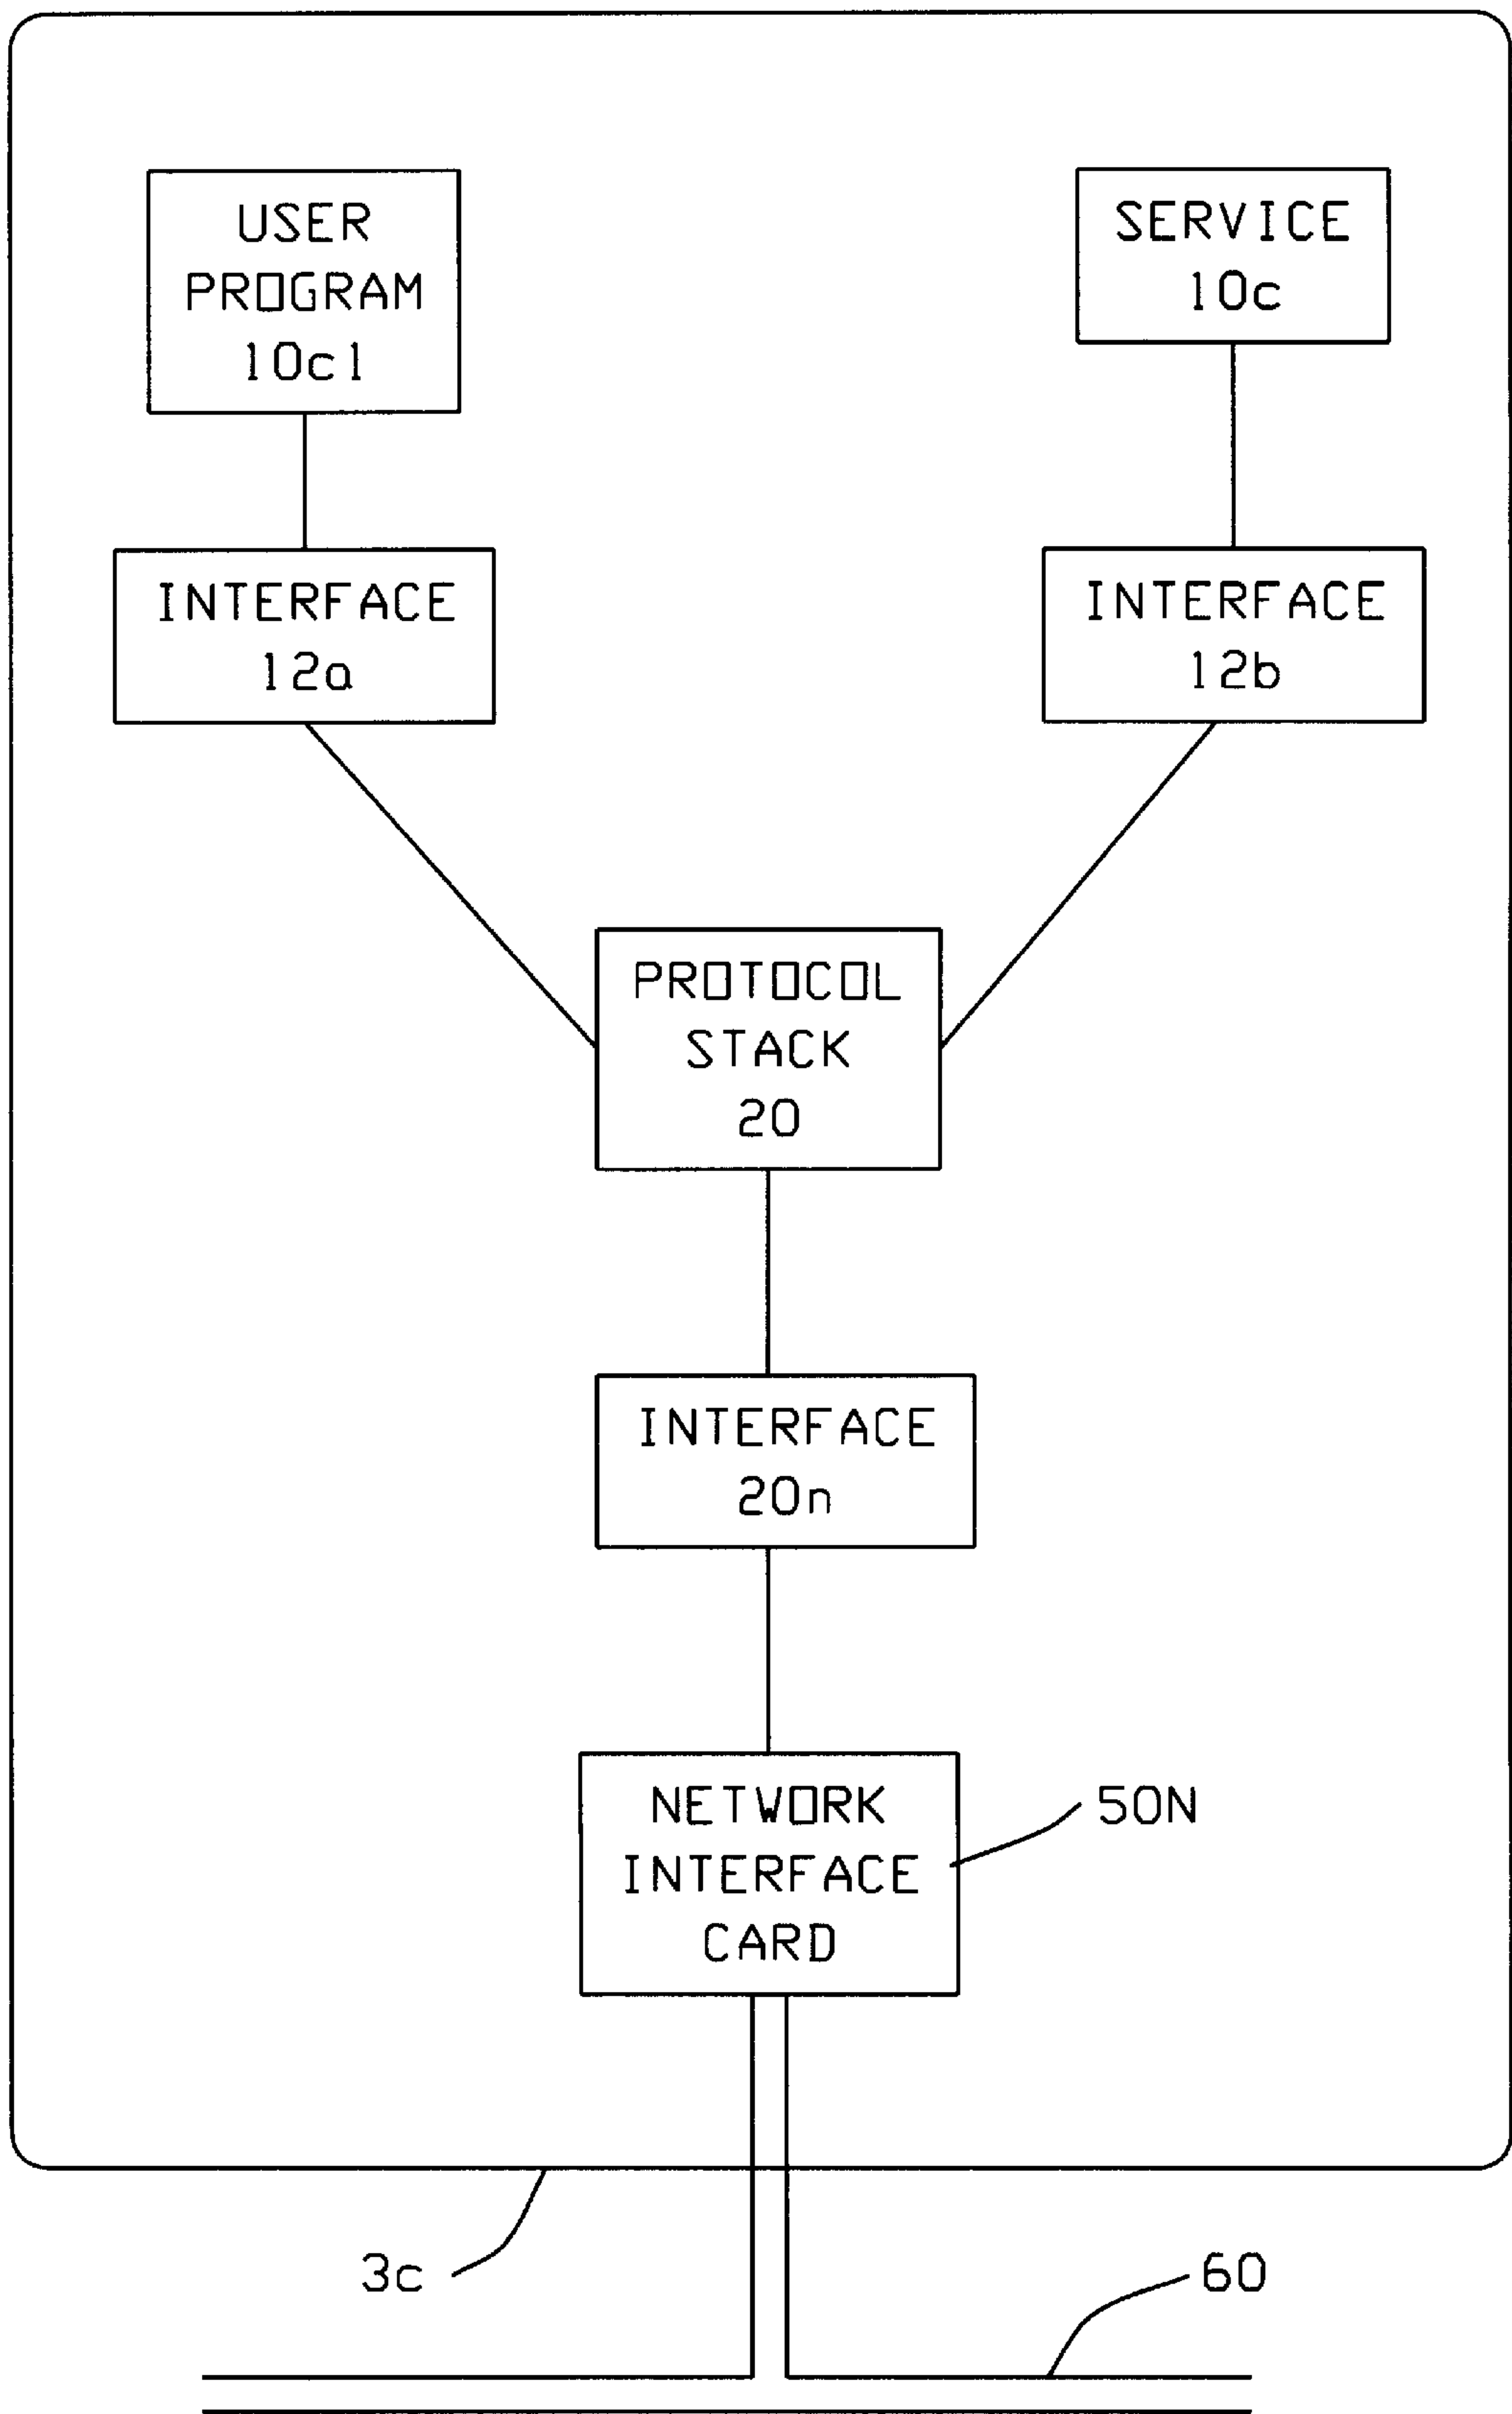 USER
PROGRAM
10c1
SERVICE
10c
INTERFACE
12a
INTERFACE
12b
PROTOCOL
STACK
20
INTERFACE
20n
NETWORK
INTERFACE
CARD
50N
3c
60